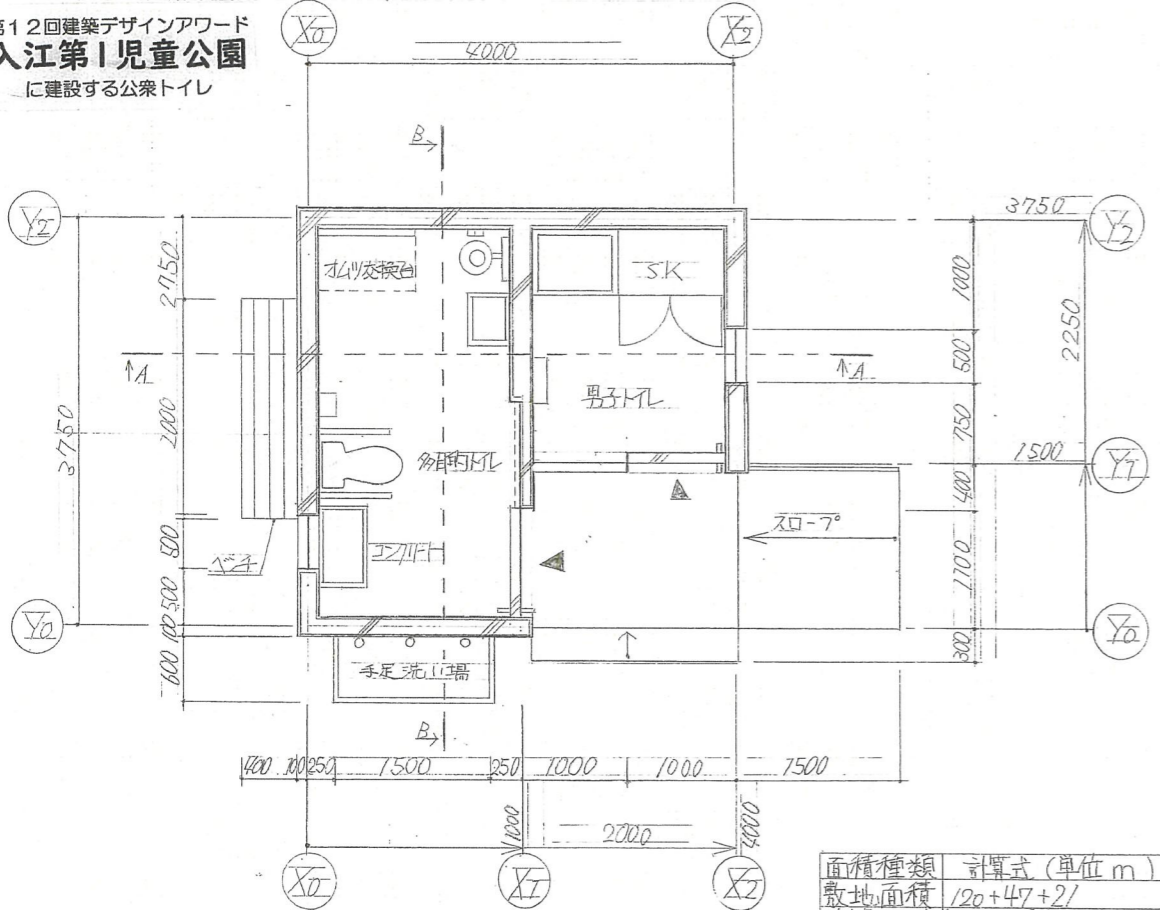 第12回建築デザインアワード
入江第1児童公園
に建設する公衆トイレ
X0
X2
4000
B
Y2
3750
Y2
2750
オムツ交換台
SK
1000
2250
A
A
500
3750
2000
男子トイレ
750
多目的トイレ
1500
Y1
400
スロープ
500
ベンチ
コンクリート
1700
500
Y0
100
Y0
300
600
手足洗い場
B
400
100
250
1500
250
1000
1000
1500
2000
4000
X0
X1
X2
面積種類 計算式(単位m)
敷地面積 120+47+21